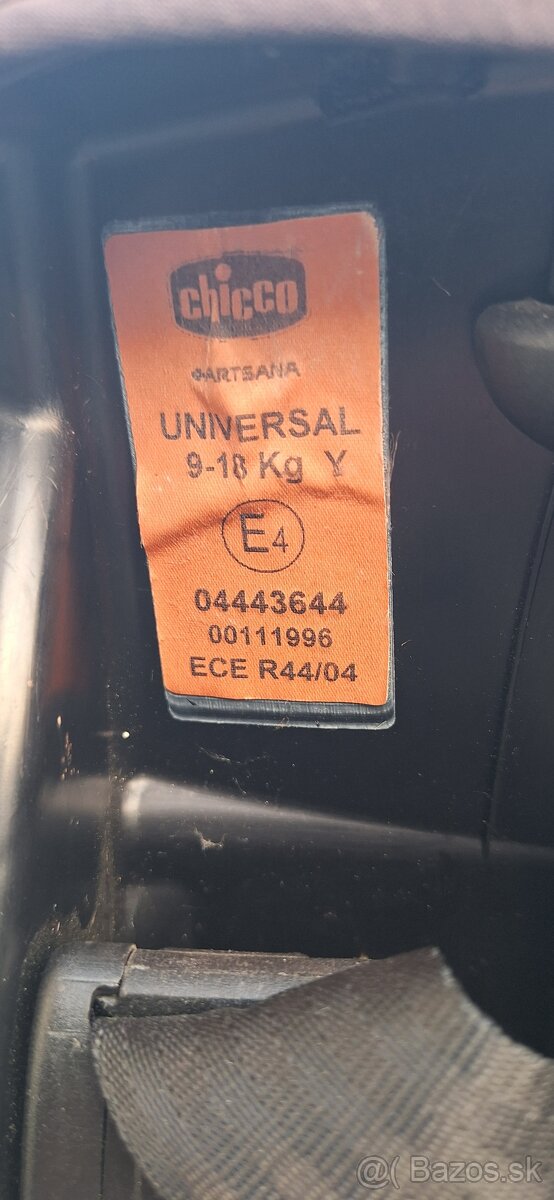 chicco
ARTSANA
UNIVERSAL
9-18 Kg Y
E4
04443644
00111996
ECE R44/04
@( Bazos.sk